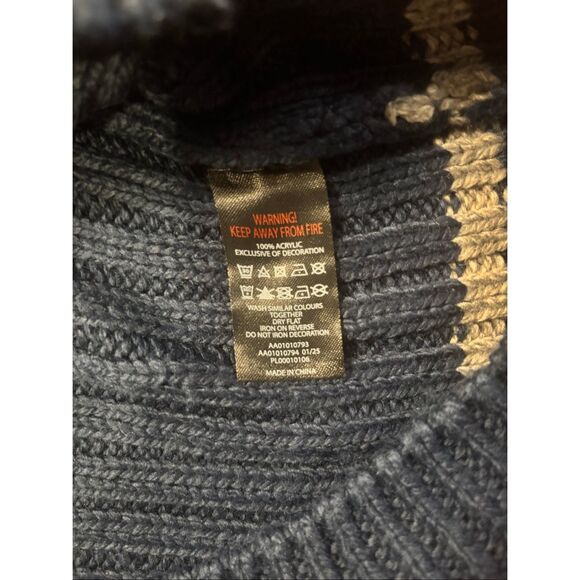 WARNING!
KEEP AWAY FROM FIRE
100% ACRYLIC
EXCLUSIVE OF DECORATION
WASH SIMILAR COLOURS
TOGETHER
DRY FLAT
IRON ON REVERSE
DO NOT IRON DECORATION
AA01010793
AA01010794 01/25
PL00010106
MADE IN CHINA